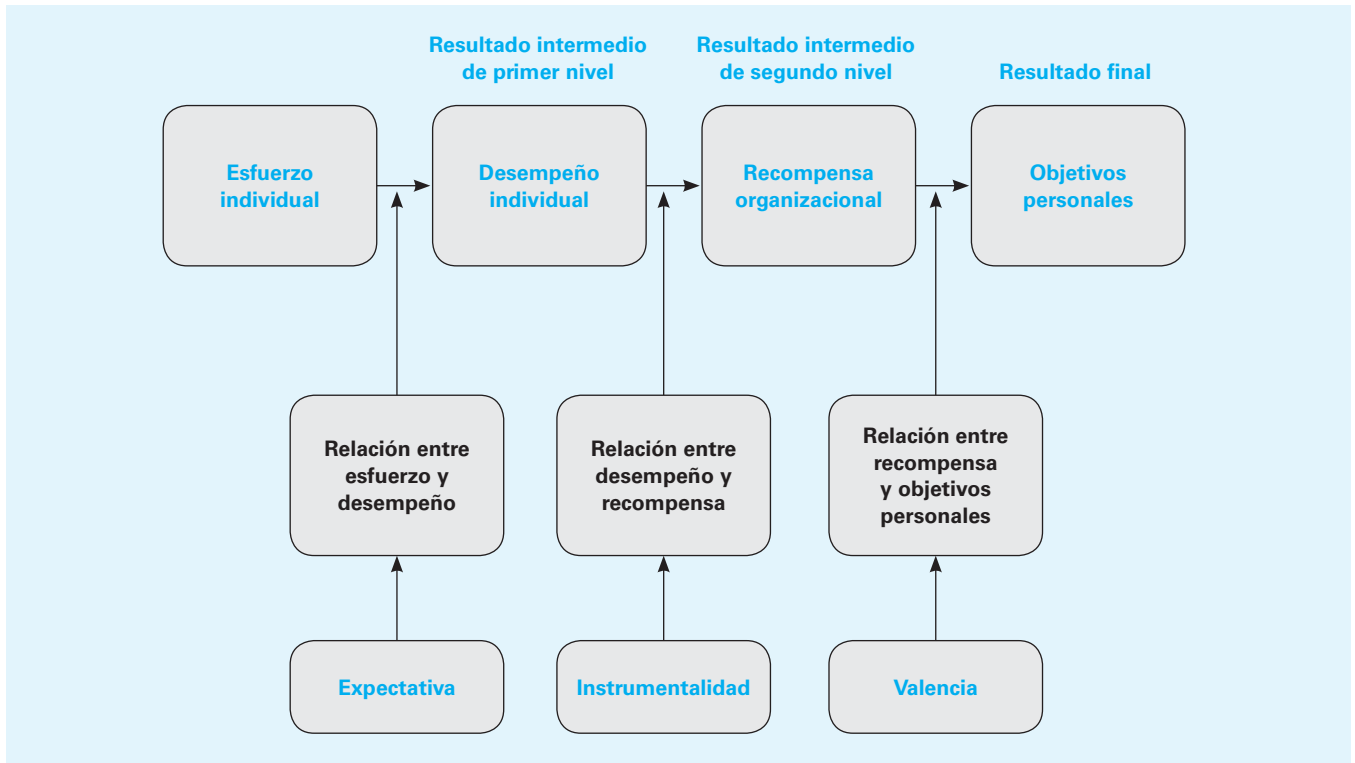 Resultado intermedio
de primer nivel
Resultado intermedio
de segundo nivel
Resultado final
Esfuerzo
individual
Desempeño
individual
Recompensa
organizacional
Objetivos
personales
Relación entre
esfuerzo y
desempeño
Relación entre
desempeño y
recompensa
Relación entre
recompensa
y objetivos
personales
Expectativa
Instrumentalidad
Valencia